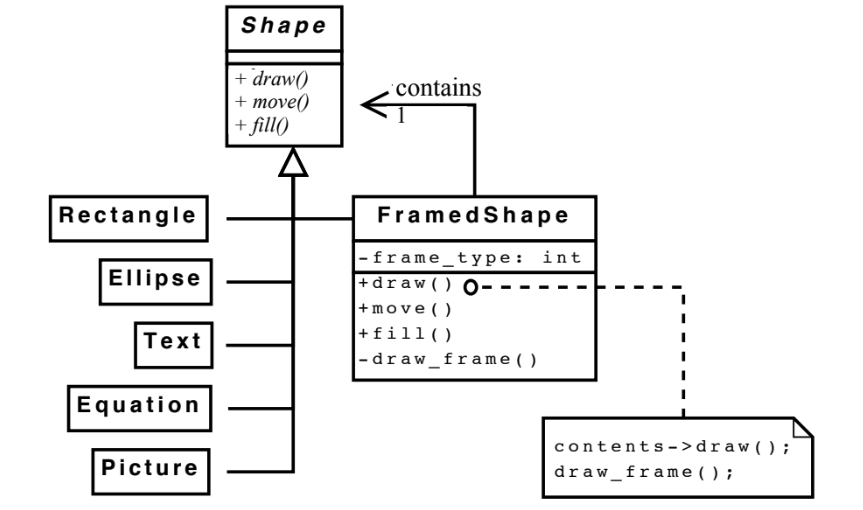 Shape
+ draw()
+ move()
+ fill()
contains
1
Rectangle
FramedShape
-frame_type: int
Ellipse
+draw()
+move()
+fill()
-draw_frame()
Text
Equation
Picture
contents->draw();
draw_frame();